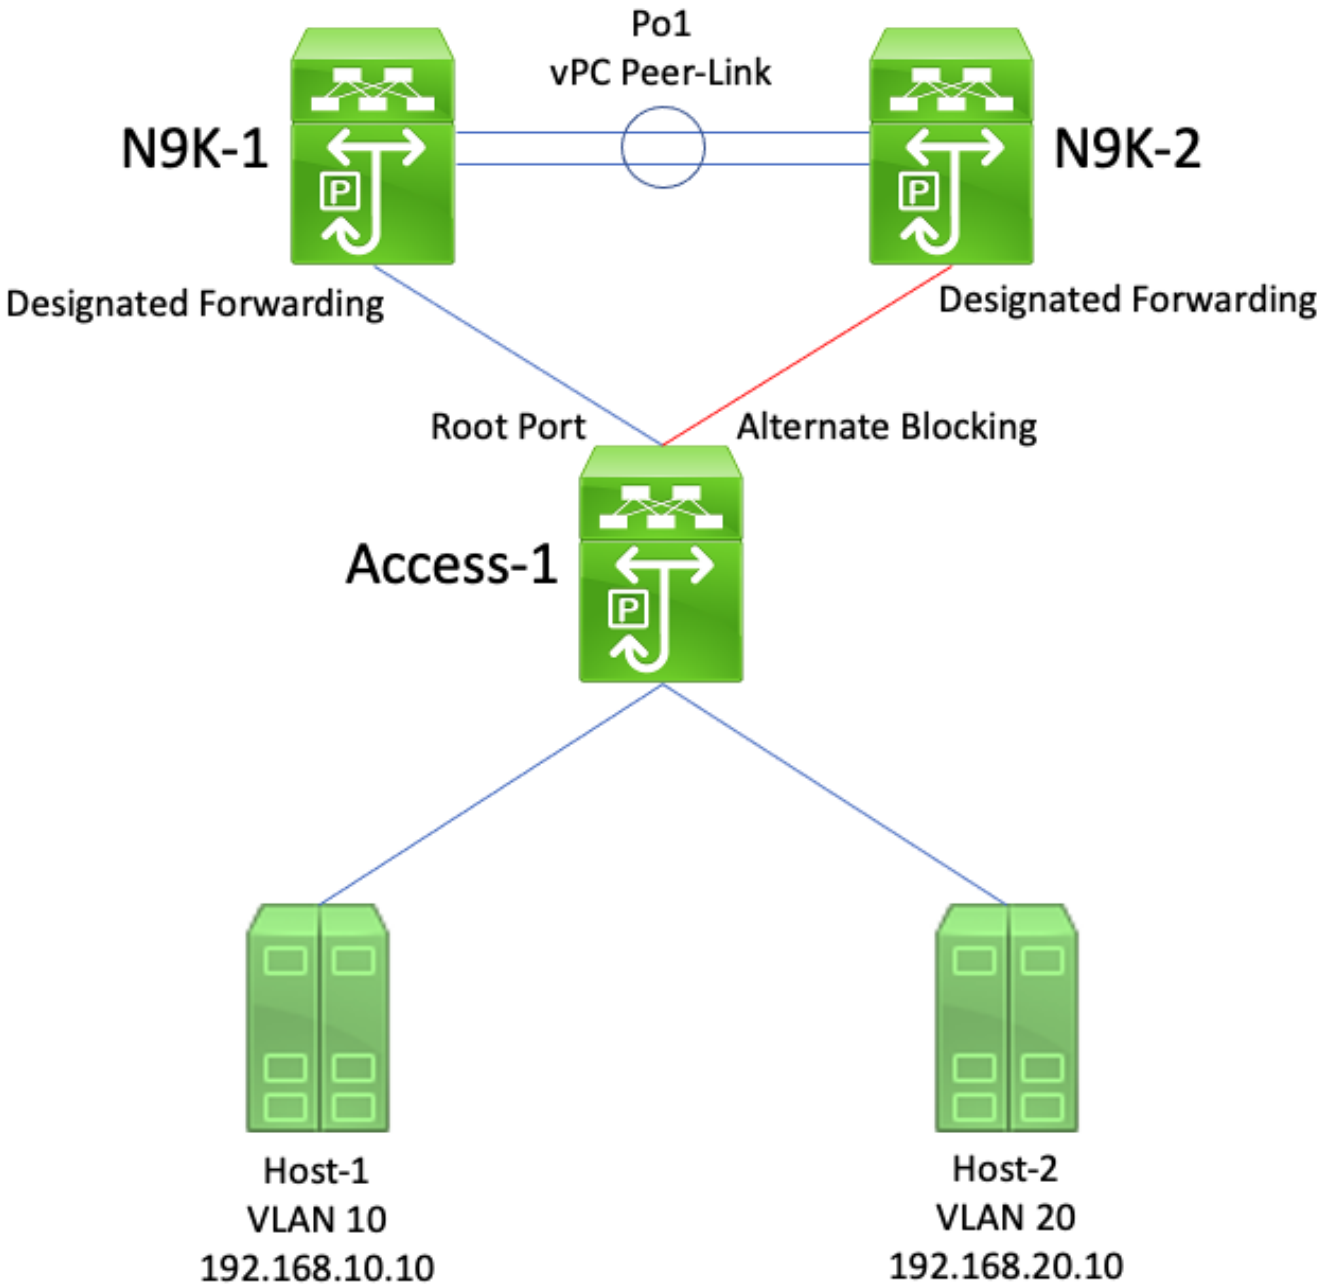 Po1
vPC Peer-Link
N9K-1
N9K-2
P
P
Designated Forwarding
Designated Forwarding
Root Port
Alternate Blocking
Access-1
P
Host-1
VLAN 10
192.168.10.10
Host-2
VLAN 20
192.168.20.10